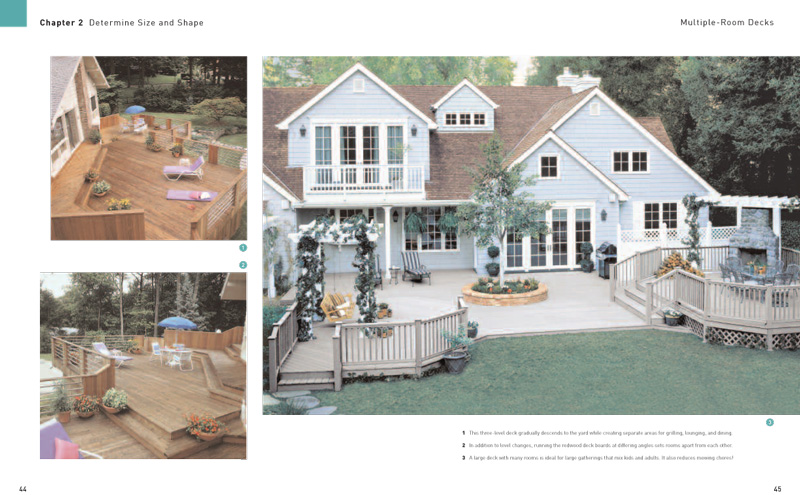 Chapter 2 Determine Size and Shape
Multiple-Room Decks
1
2
3
1 This three-level deck gradually descends to the yard while creating separate areas for grilling, lounging, and dining.
2 In addition to level changes, running the redwood deck boards at differing angles sets rooms apart from each other.
3 A large deck with many rooms is ideal for large gatherings that mix kids and adults. It also reduces mowing chores!
44
45